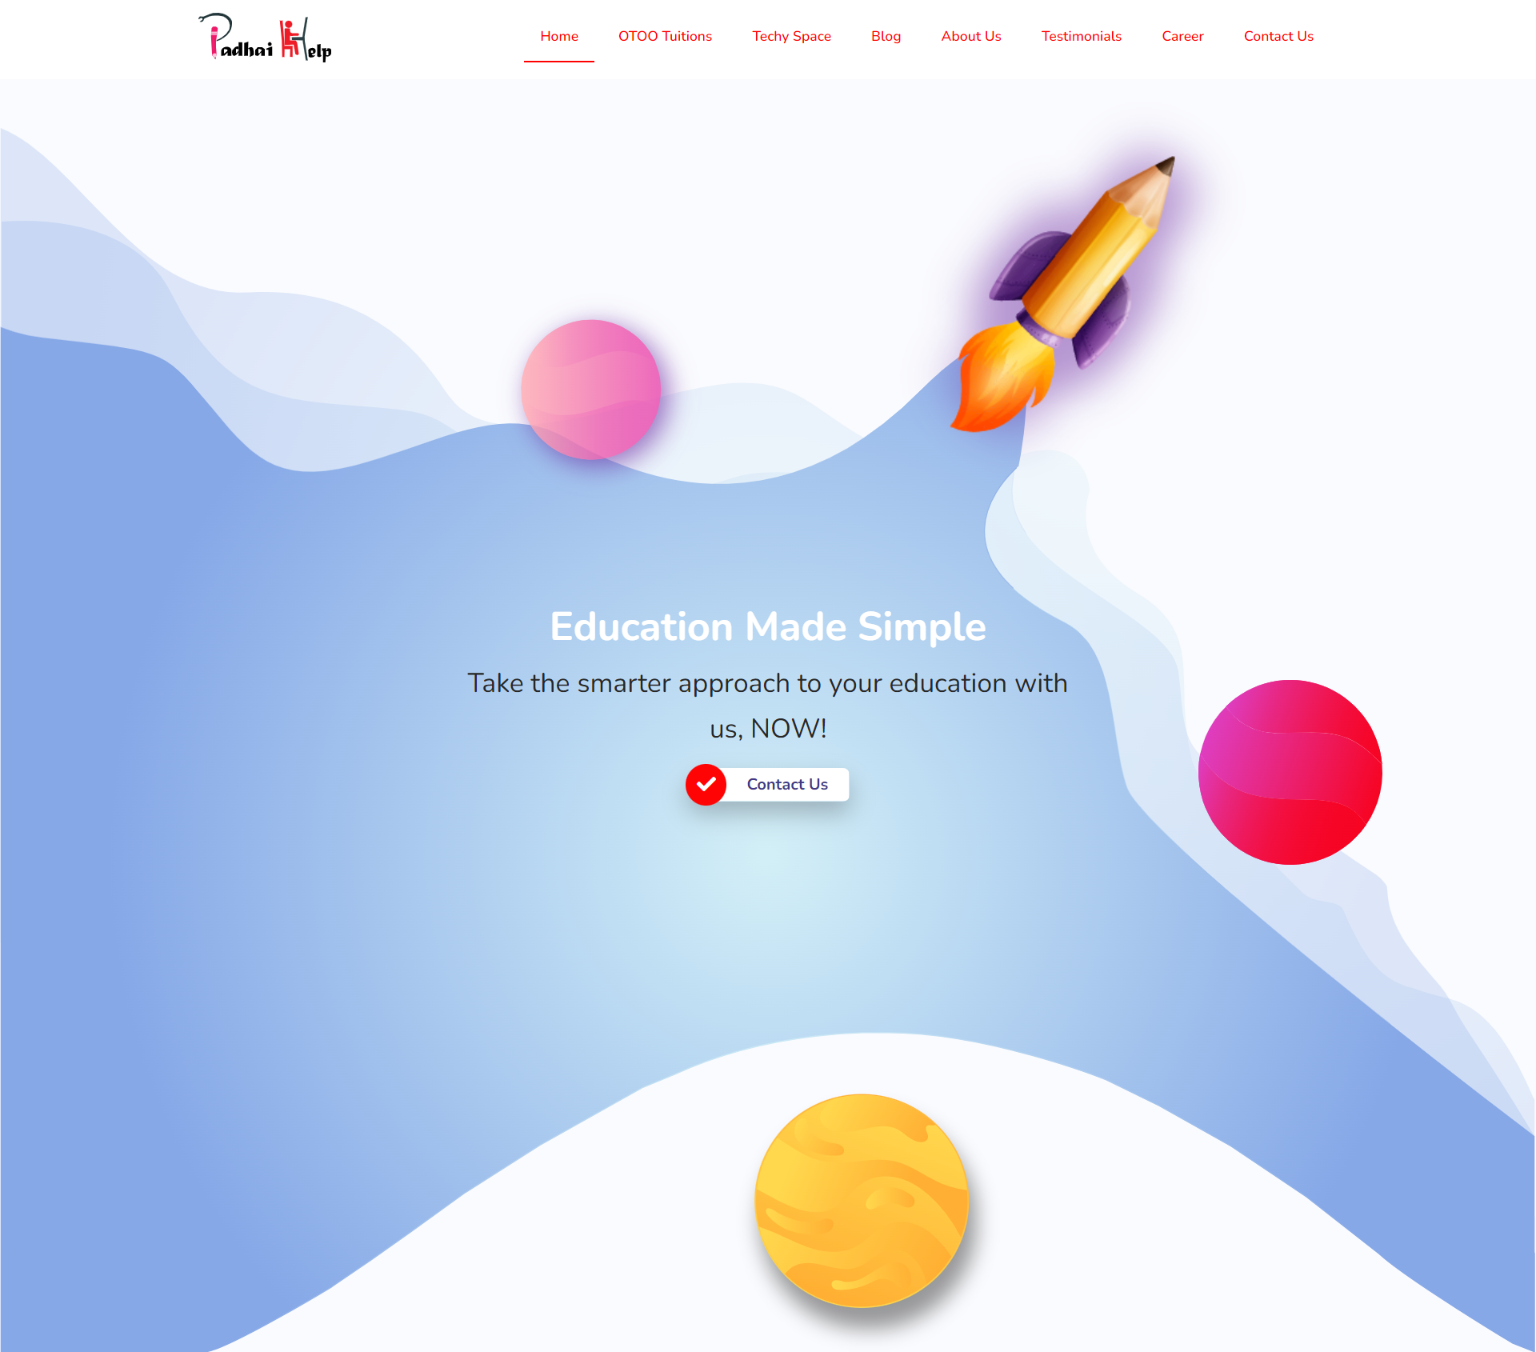 Padhai Help
Home OTOO Tuitions Techy Space Blog About Us Testimonials Career Contact Us
Education Made Simple
Take the smarter approach to your education with
us, NOW!
Contact Us